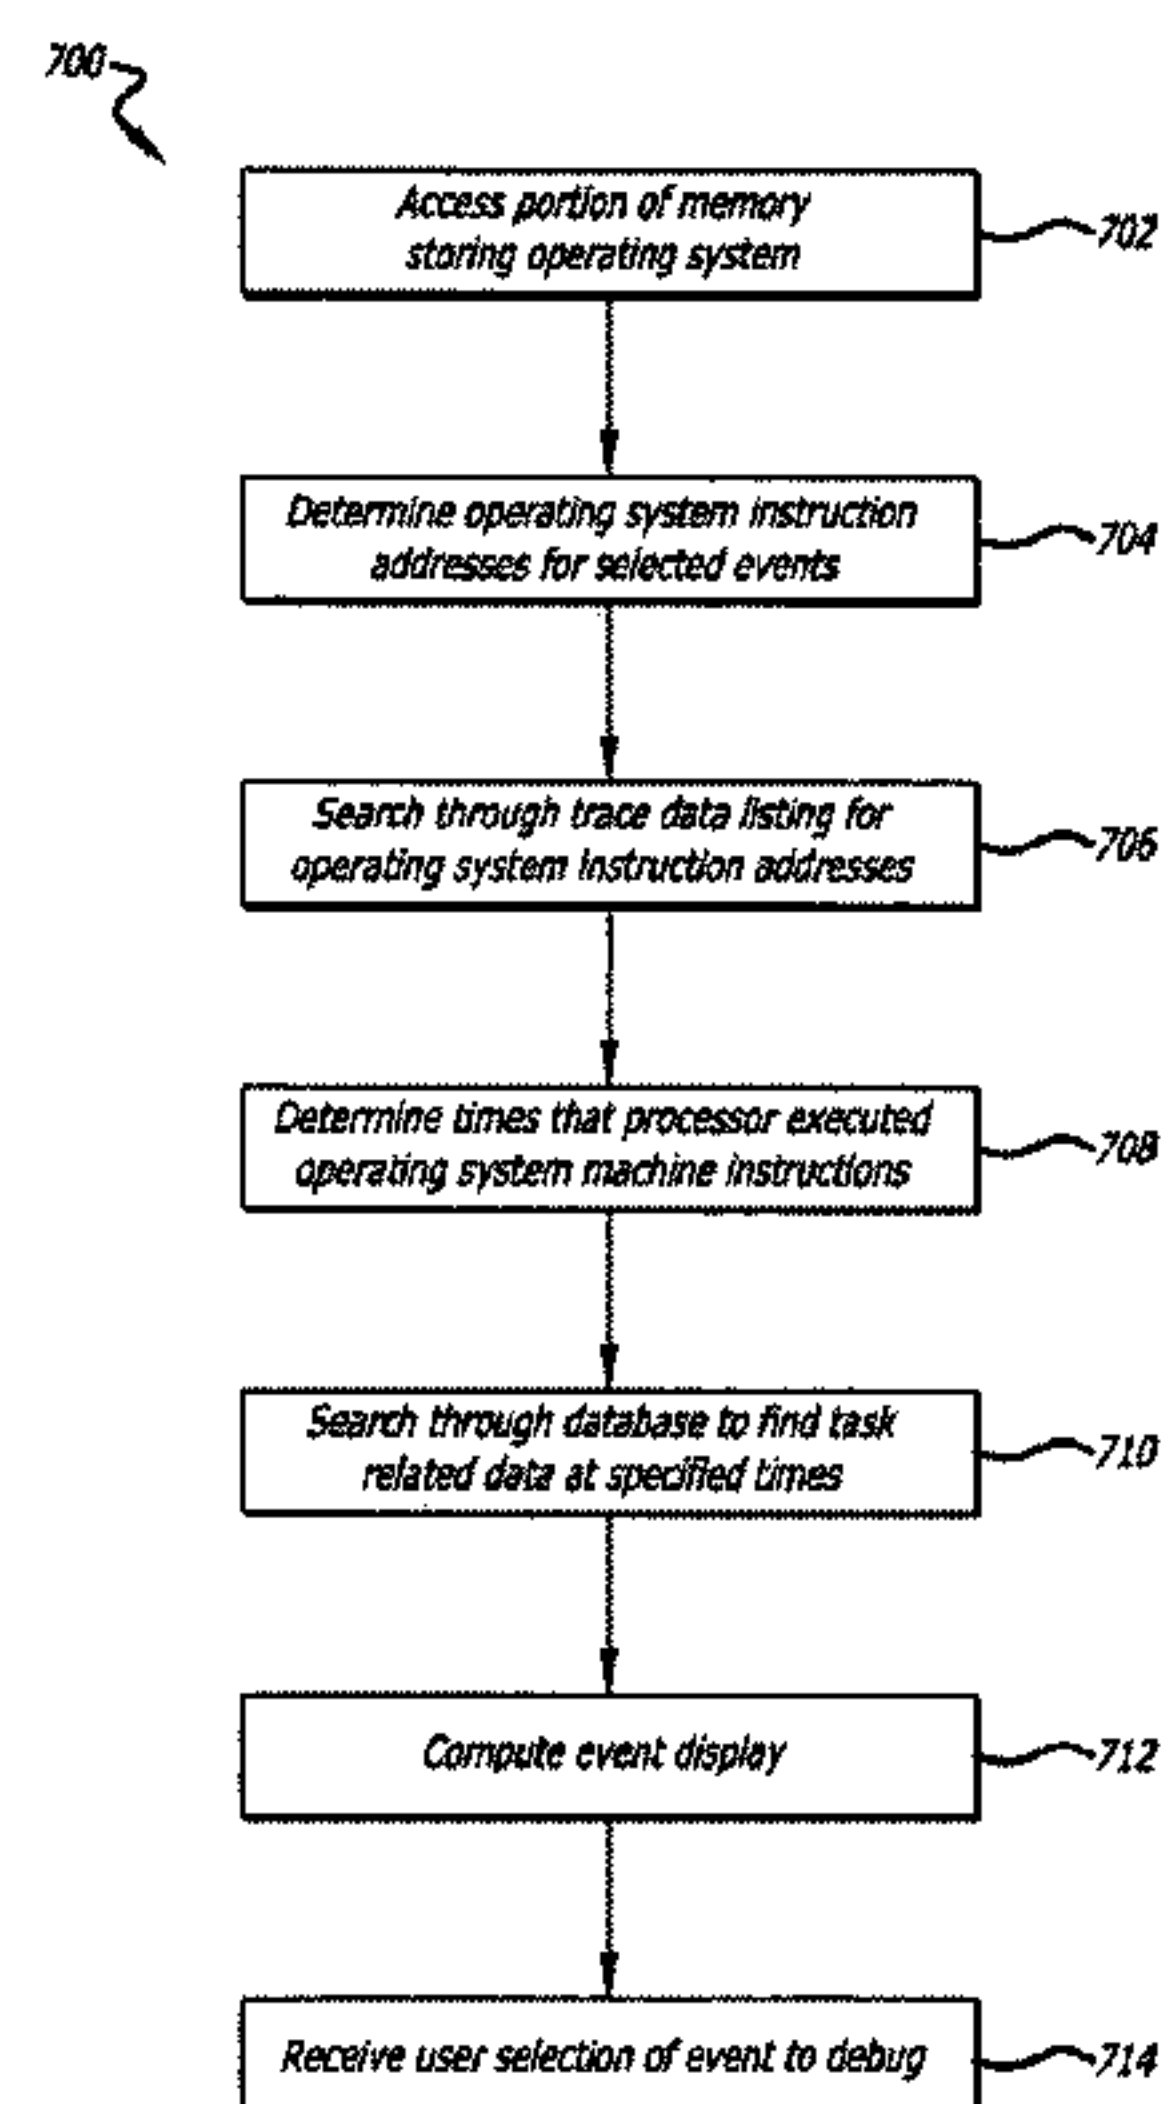 700
Access portion of memory
storing operating system
702
Determine operating system instruction
addresses for selected events
704
Search through trace data listing for
operating system instruction addresses
706
Determine times that processor executed
operating system machine instructions
708
Search through database to find task
related data at specified times
710
Compute event display
712
Receive user selection of event to debug
714